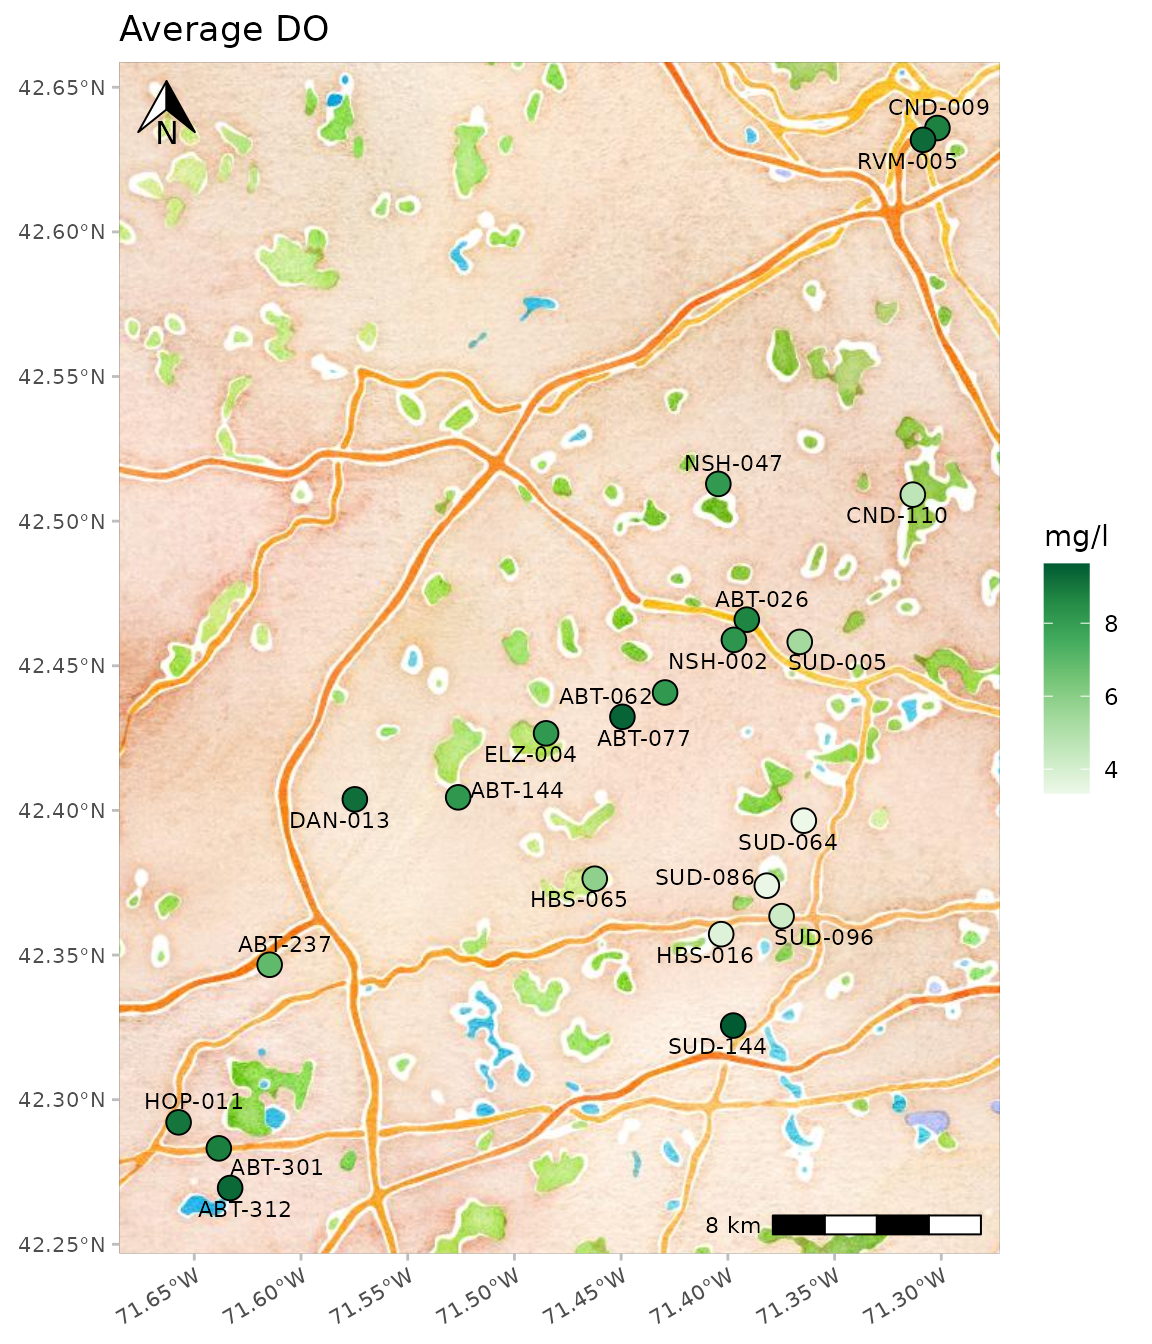 Average DO
42.65°N
N
CND-009
RVM-005
42.60°N
42.55°N
NSH-047
CND-110
42.50°N
mg/l
ABT-026
NSH-002
SUD-005
8
42.45°N
ABT-062
ABT-077
6
ELZ-004
ABT-144
4
42.40°N
DAN-013
SUD-064
SUD-086
HBS-065
SUD-096
ABT-237
HBS-016
42.35°N
SUD-144
42.30°N
HOP-011
ABT-301
ABT-312
8 km
42.25°N
71.65°W
71.60°W
71.55°W
71.50°W
71.45°W
71.40°W
71.35°W
71.30°W